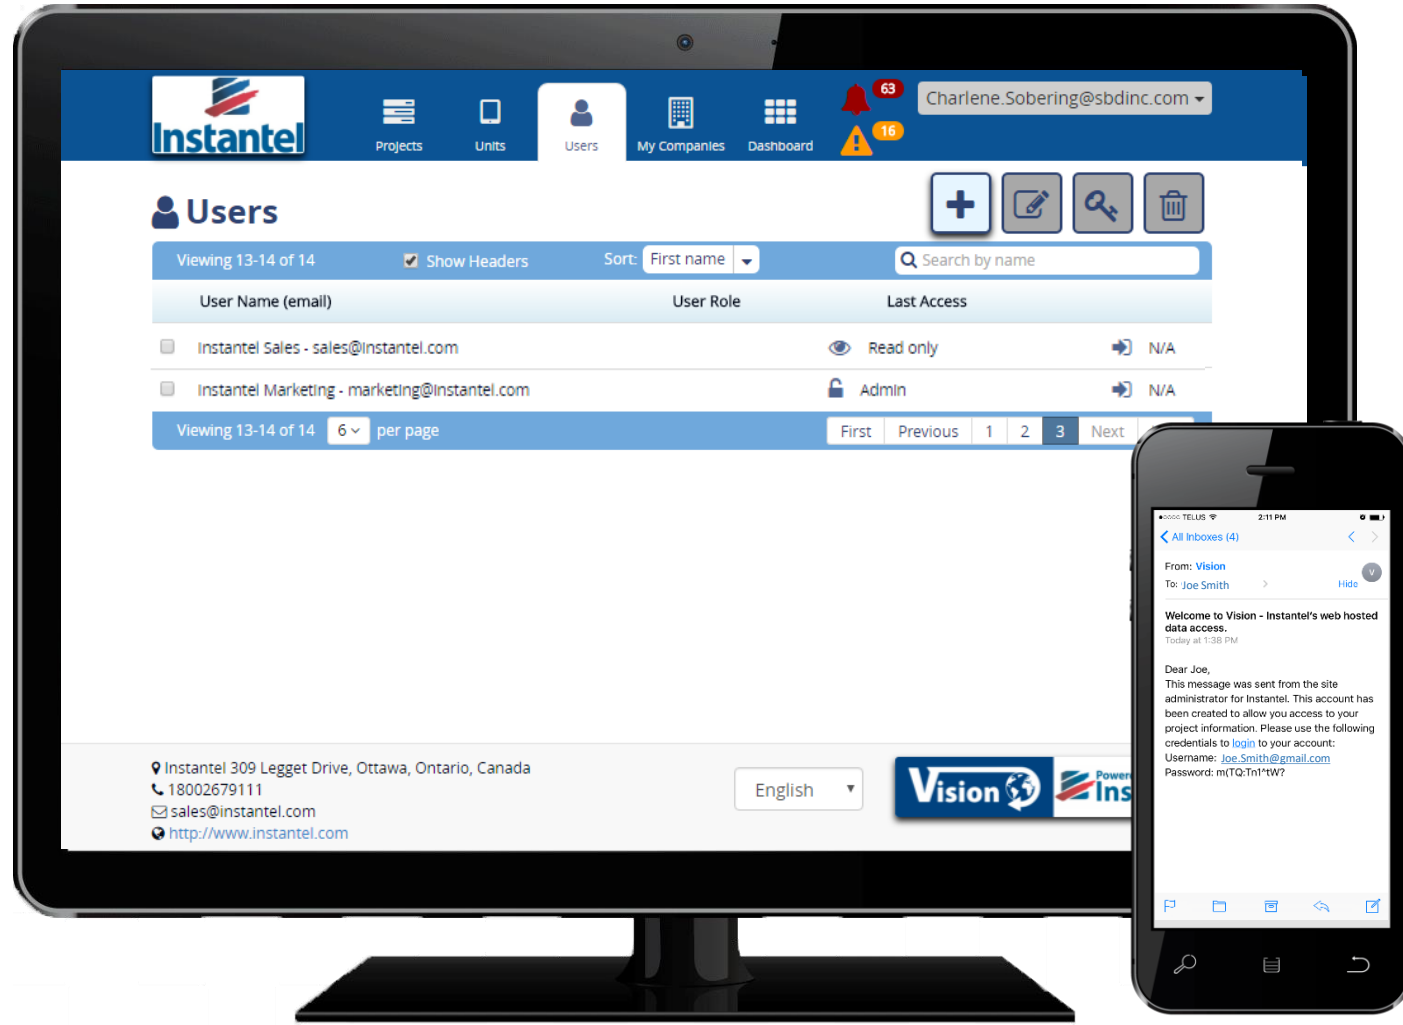 Instantel
Projects
Units
Users
My Companies
Dashboard
63
16
Charlene.Sobering@sbdinc.com
Users
Viewing 13-14 of 14
Show Headers
Sort: First name
Search by name
User Name (email)
User Role
Last Access
Instantel Sales - sales@instantel.com
Read only
N/A
Instantel Marketing - marketing@instantel.com
Admin
N/A
Viewing 13-14 of 14 6 per page
First Previous 1 2 3 Next
Instantel 309 Legget Drive, Ottawa, Ontario, Canada
18002679111
sales@instantel.com
http://www.instantel.com
English
Vision
Power
Ins
TELUS
2:11 PM
All Inboxes (4)
From: Vision
V
To: Joe Smith
Hide
Welcome to Vision - Instantel's web hosted
data access.
Today at 1:38 PM
Dear Joe,
This message was sent from the site
administrator for Instantel. This account has
been created to allow you access to your
project information. Please use the following
credentials to login to your account:
Username: Joe.Smith@gmail.com
Password: m(TQ:Tn1^tW?